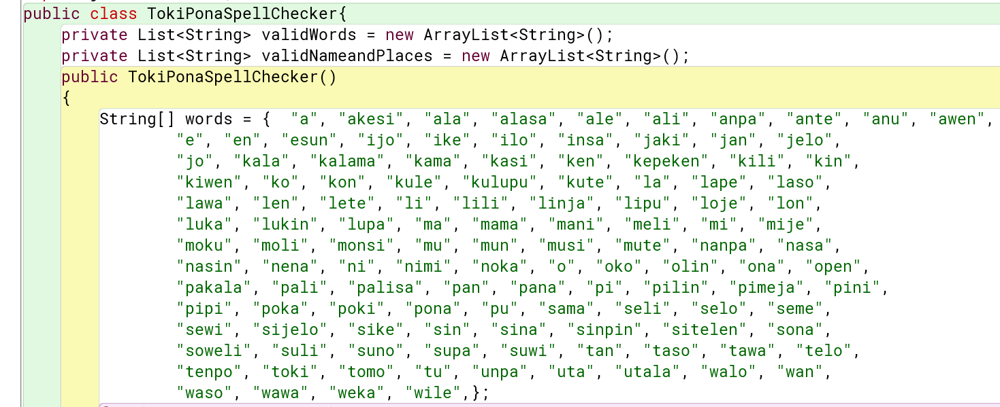 public class TokiPonaSpellChecker{
private List<String> validWords = new ArrayList<String>();
private List<String> validNameandPlaces = new ArrayList<String>();
public TokiPonaSpellChecker()
{
String[] words = {  "a", "akesi", "ala", "alasa", "ale", "ali", "anpa", "ante", "anu", "awen",
"e", "en", "esun", "ijo", "ike", "ilo", "insa", "jaki", "jan", "jelo",
"jo", "kala", "kalama", "kama", "kasi", "ken", "kepeken", "kili", "kin",
"kiwen", "ko", "kon", "kule", "kulupu", "kute", "la", "lape", "laso",
"lawa", "len", "lete", "li", "lili", "linja", "lipu", "loje", "lon",
"luka", "lukin", "lupa", "ma", "mama", "mani", "meli", "mi", "mije",
"moku", "moli", "monsi", "mu", "mun", "musi", "mute", "nanpa", "nasa",
"nasin", "nena", "ni", "nimi", "noka", "o", "oko", "olin", "ona", "open",
"pakala", "pali", "palisa", "pan", "pana", "pi", "pilin", "pimeja", "pini",
"pipi", "poka", "poki", "pona", "pu", "sama", "seli", "selo", "seme",
"sewi", "sijelo", "sike", "sin", "sina", "sinpin", "sitelen", "sona",
"soweli", "suli", "suno", "supa", "suwi", "tan", "taso", "tawa", "telo",
"tenpo", "toki", "tomo", "tu", "unpa", "uta", "utala", "walo", "wan",
"waso", "wawa", "weka", "wile",};